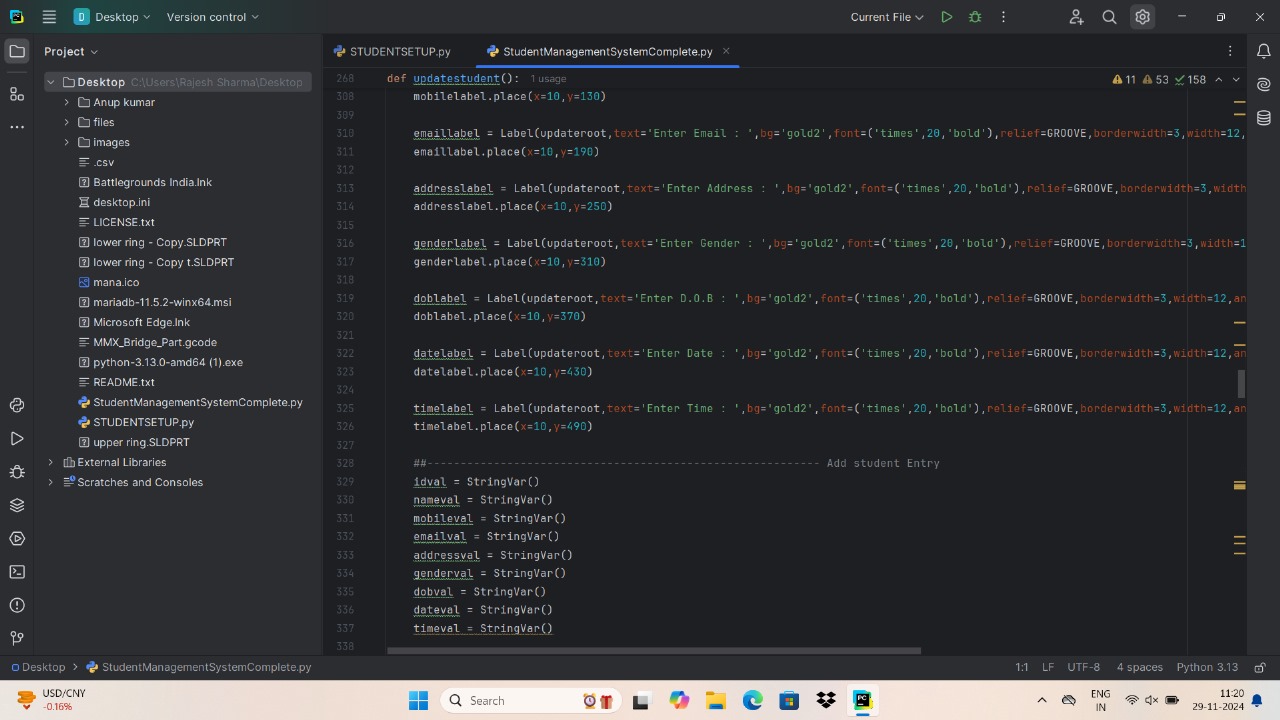 Desktop
Version control
Current File
Project
STUDENTSETUP.py
StudentManagementSystemComplete.py
Desktop C:\Users\Rajesh Sharma\Desktop
Anup kumar
files
images
.csv
Battlegrounds India.lnk
desktop.ini
LICENSE.txt
lower ring - Copy.SLDPRT
lower ring - Copy t.SLDPRT
mana.ico
mariadb-11.5.2-winx64.msi
Microsoft Edge.lnk
MMX_Bridge_Part.gcode
python-3.13.0-amd64 (1).exe
README.txt
StudentManagementSystemComplete.py
STUDENTSETUP.py
upper ring.SLDPRT
External Libraries
Scratches and Consoles
268 def updatestudent(): 1 usage
11 53 158
308 mobilelabel.place(x=10,y=130)
309
310 emaillabel = Label(updateroot,text='Enter Email : ',bg='gold2',font=('times',20,'bold'),relief=GROOVE,borderwidth=3,width=12,
311 emaillabel.place(x=10,y=190)
312
313 addresslabel = Label(updateroot,text='Enter Address : ',bg='gold2',font=('times',20,'bold'),relief=GROOVE,borderwidth=3,width
314 addresslabel.place(x=10,y=250)
315
316 genderlabel = Label(updateroot,text='Enter Gender : ',bg='gold2',font=('times',20,'bold'),relief=GROOVE,borderwidth=3,width=1
317 genderlabel.place(x=10,y=310)
318
319 doblabel = Label(updateroot,text='Enter D.O.B : ',bg='gold2',font=('times',20,'bold'),relief=GROOVE,borderwidth=3,width=12,an
320 doblabel.place(x=10,y=370)
321
322 datelabel = Label(updateroot,text='Enter Date : ',bg='gold2',font=('times',20,'bold'),relief=GROOVE,borderwidth=3,width=12,an
323 datelabel.place(x=10,y=430)
324
325 timelabel = Label(updateroot,text='Enter Time : ',bg='gold2',font=('times',20,'bold'),relief=GROOVE,borderwidth=3,width=12,an
326 timelabel.place(x=10,y=490)
327
328 ##----------------------------------------------------------- Add student Entry
329 idval = StringVar()
330 nameval = StringVar()
331 mobileval = StringVar()
332 emailval = StringVar()
333 addressval = StringVar()
334 genderval = StringVar()
335 dobval = StringVar()
336 dateval = StringVar()
337 timeval = StringVar()
338
Desktop > StudentManagementSystemComplete.py
1:1 LF UTF-8 4 spaces Python 3.13
USD/CNY
-0.16%
Search
ENG
IN
11:20
29-11-2024